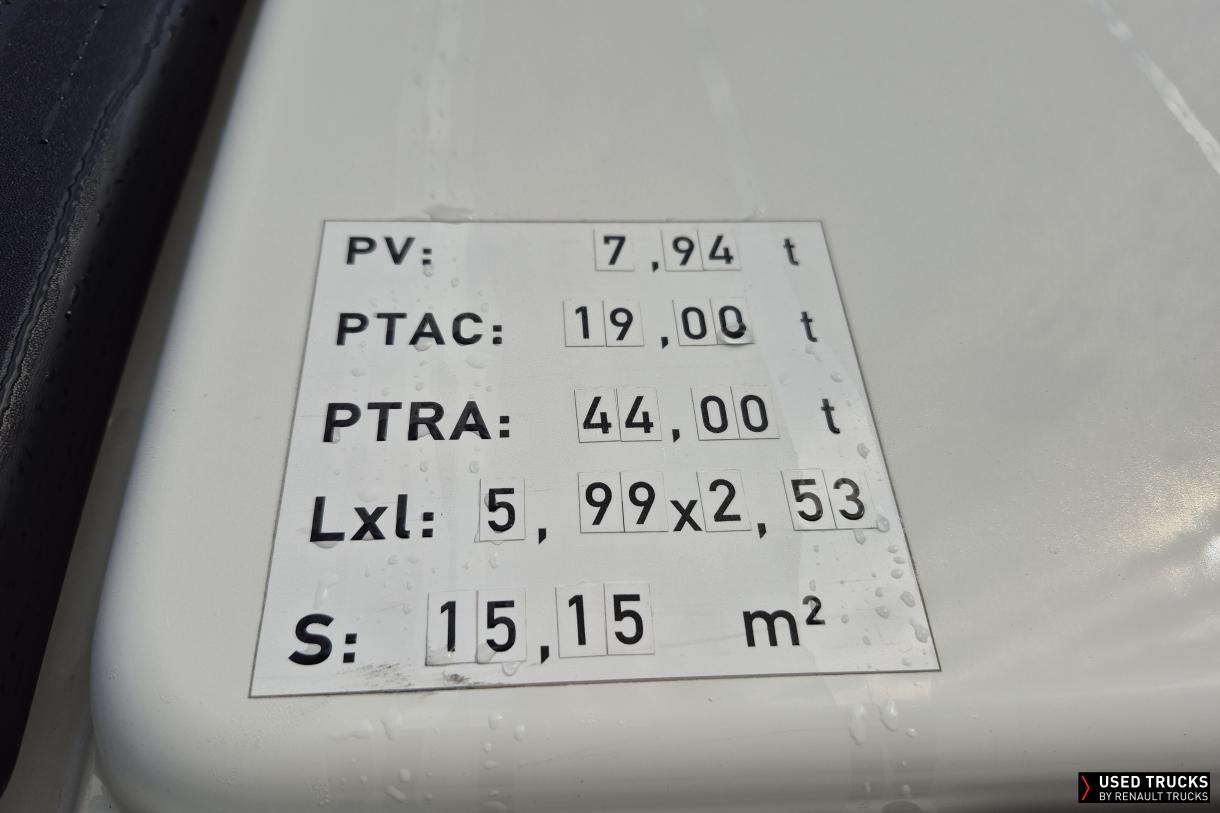 PV: 7,94 t
PTAC: 19,00 t
PTRA: 44,00 t
Lxl: 5,99x2,53
S: 15,15 m²
USED TRUCKS
BY RENAULT TRUCKS